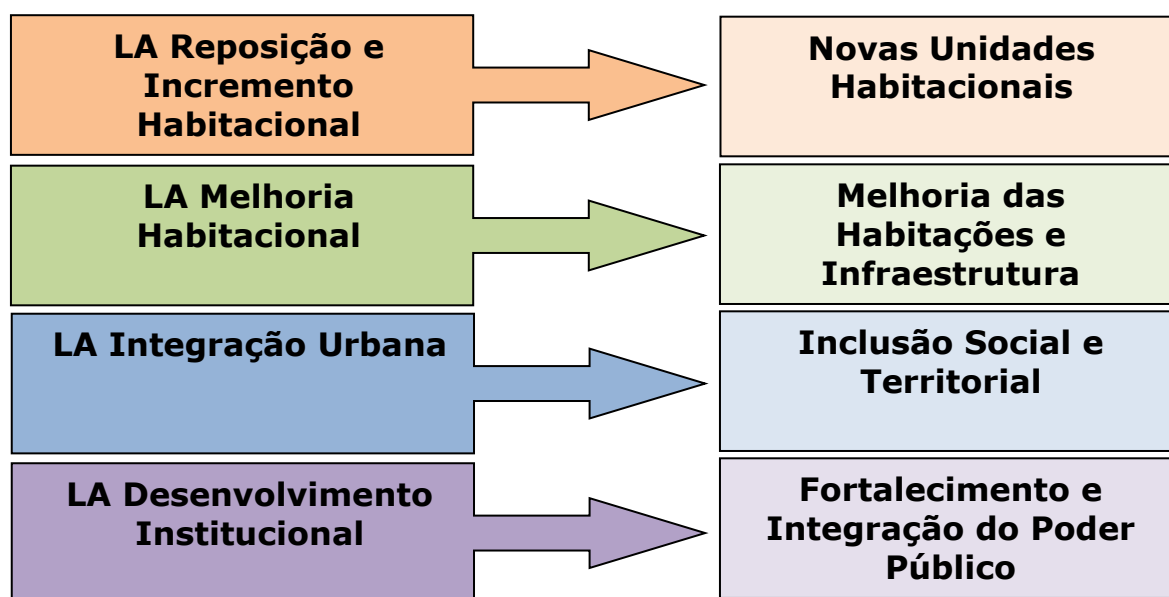 LA Reposição e
Incremento
Habitacional
Novas Unidades
Habitacionais
LA Melhoria
Habitacional
Melhoria das
Habitações e
Infraestrutura
LA Integração Urbana
Inclusão Social e
Territorial
LA Desenvolvimento
Institucional
Fortalecimento e
Integração do Poder
Público